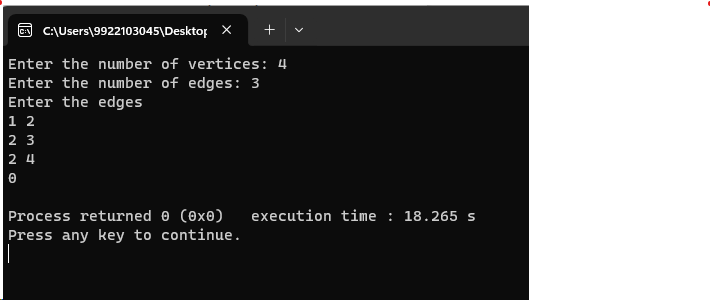 C:\Users\9922103045\Desktop
Enter the number of vertices: 4
Enter the number of edges: 3
Enter the edges
1 2
2 3
2 4
0
Process returned 0 (0x0)   execution time : 18.265 s
Press any key to continue.